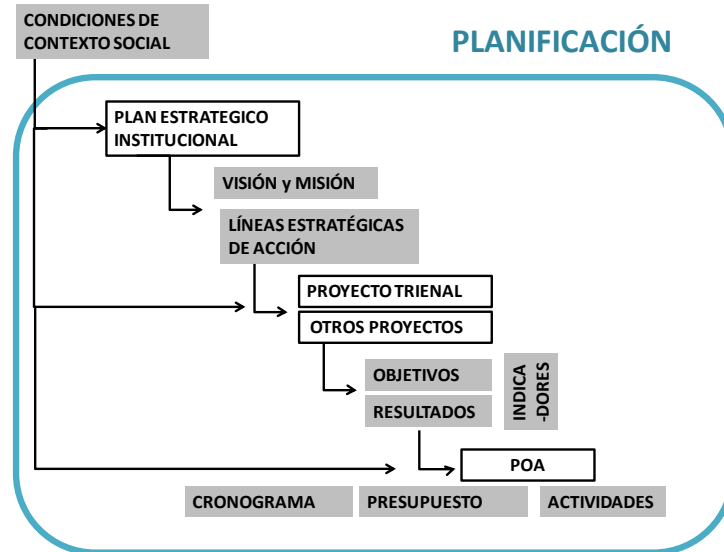 CONDICIONES DE
CONTEXTO SOCIAL
PLANIFICACIÓN
PLAN ESTRATEGICO
INSTITUCIONAL
VISIÓN y MISIÓN
LÍNEAS ESTRATÉGICAS
DE ACCIÓN
PROYECTO TRIENAL
OTROS PROYECTOS
OBJETIVOS
RESULTADOS
INDICA
-DORES
POA
CRONOGRAMA
PRESUPUESTO
ACTIVIDADES